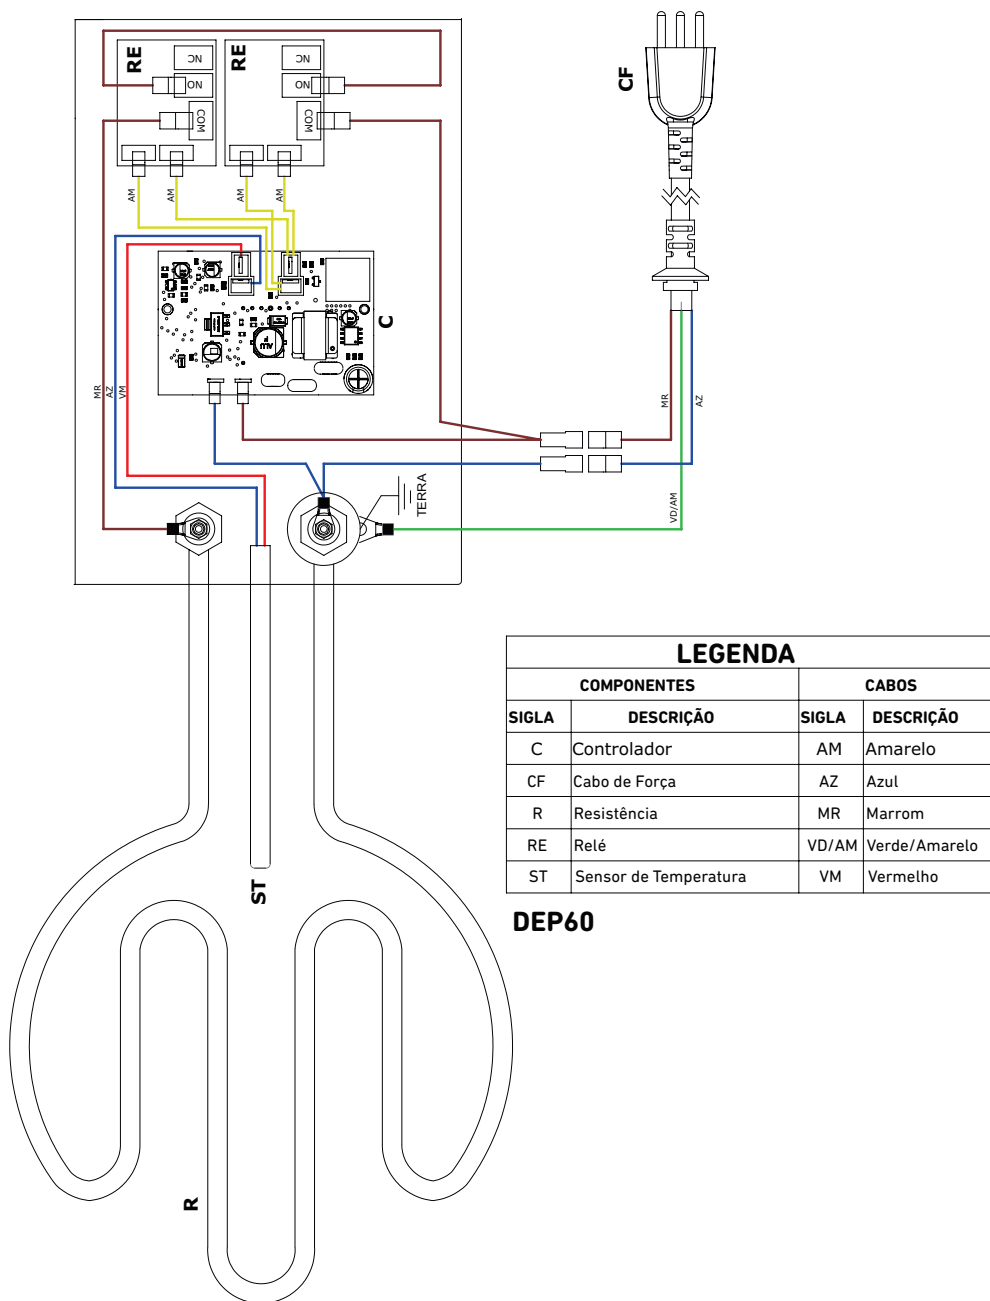 RE
RE
NC
NO
COM
NC
NO
COM
AM
AM
AM
AM
CF
C
MR
AZ
VM
MR
AZ
VD/AM
TERRA
ST
R
LEGENDA
COMPONENTES CABOS
SIGLA DESCRIÇÃO SIGLA DESCRIÇÃO
C Controlador AM Amarelo
CF Cabo de Força AZ Azul
R Resistência MR Marrom
RE Relé VD/AM Verde/Amarelo
ST Sensor de Temperatura VM Vermelho
DEP60